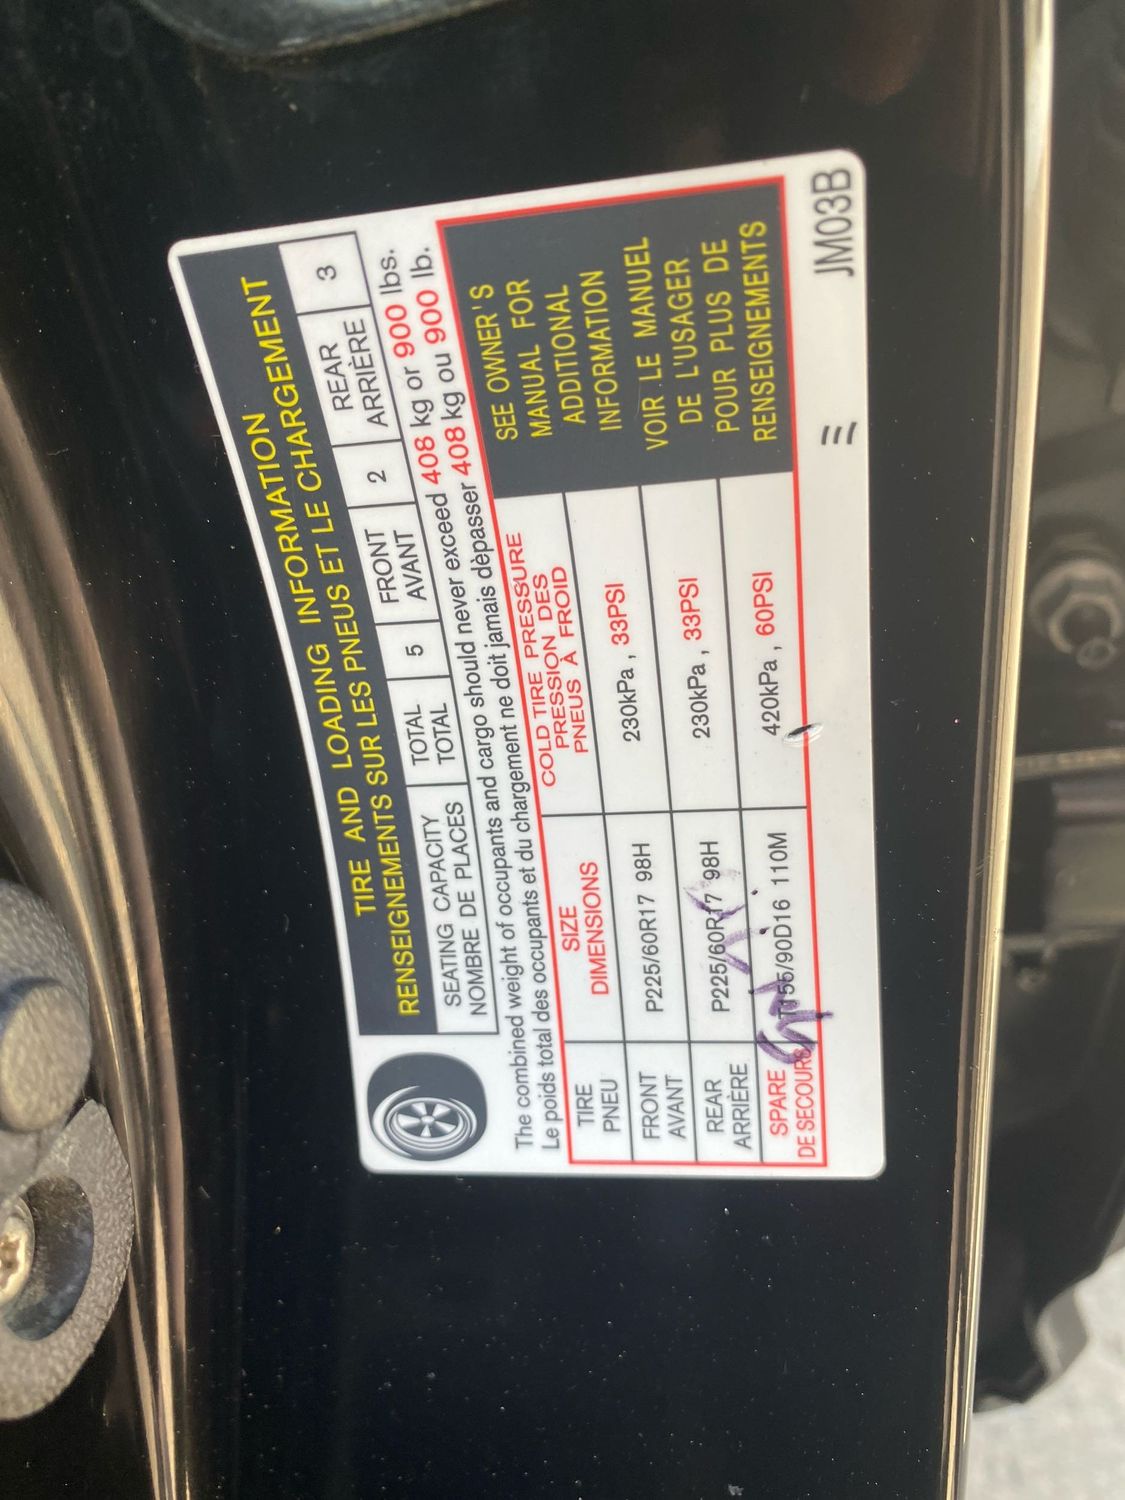 TIRE AND LOADING INFORMATION
RENSEIGNEMENTS SUR LES PNEUS ET LE CHARGEMENT
SEATING CAPACITY TOTAL 5 FRONT 2 REAR 3
NOMBRE DE PLACES TOTAL AVANT ARRIÈRE
The combined weight of occupants and cargo should never exceed 408 kg or 900 lbs.
Le poids total des occupants et du chargement ne doit jamais dèpasser 408 kg ou 900 lb.
TIRE
PNEU
SIZE
DIMENSIONS
COLD TIRE PRESSURE
PRESSION DES
PNEUS À FROID
FRONT
AVANT
P225/60R17 98H
230kPa , 33PSI
REAR
ARRIÈRE
P225/60R17 98H
230kPa , 33PSI
SPARE
DE SECOURS
T155/90D16 110M
420kPa , 60PSI
SEE OWNER'S
MANUAL FOR
ADDITIONAL
INFORMATION
VOIR LE MANUEL
DE L'USAGER
POUR PLUS DE
RENSEIGNEMENTS
JM03B